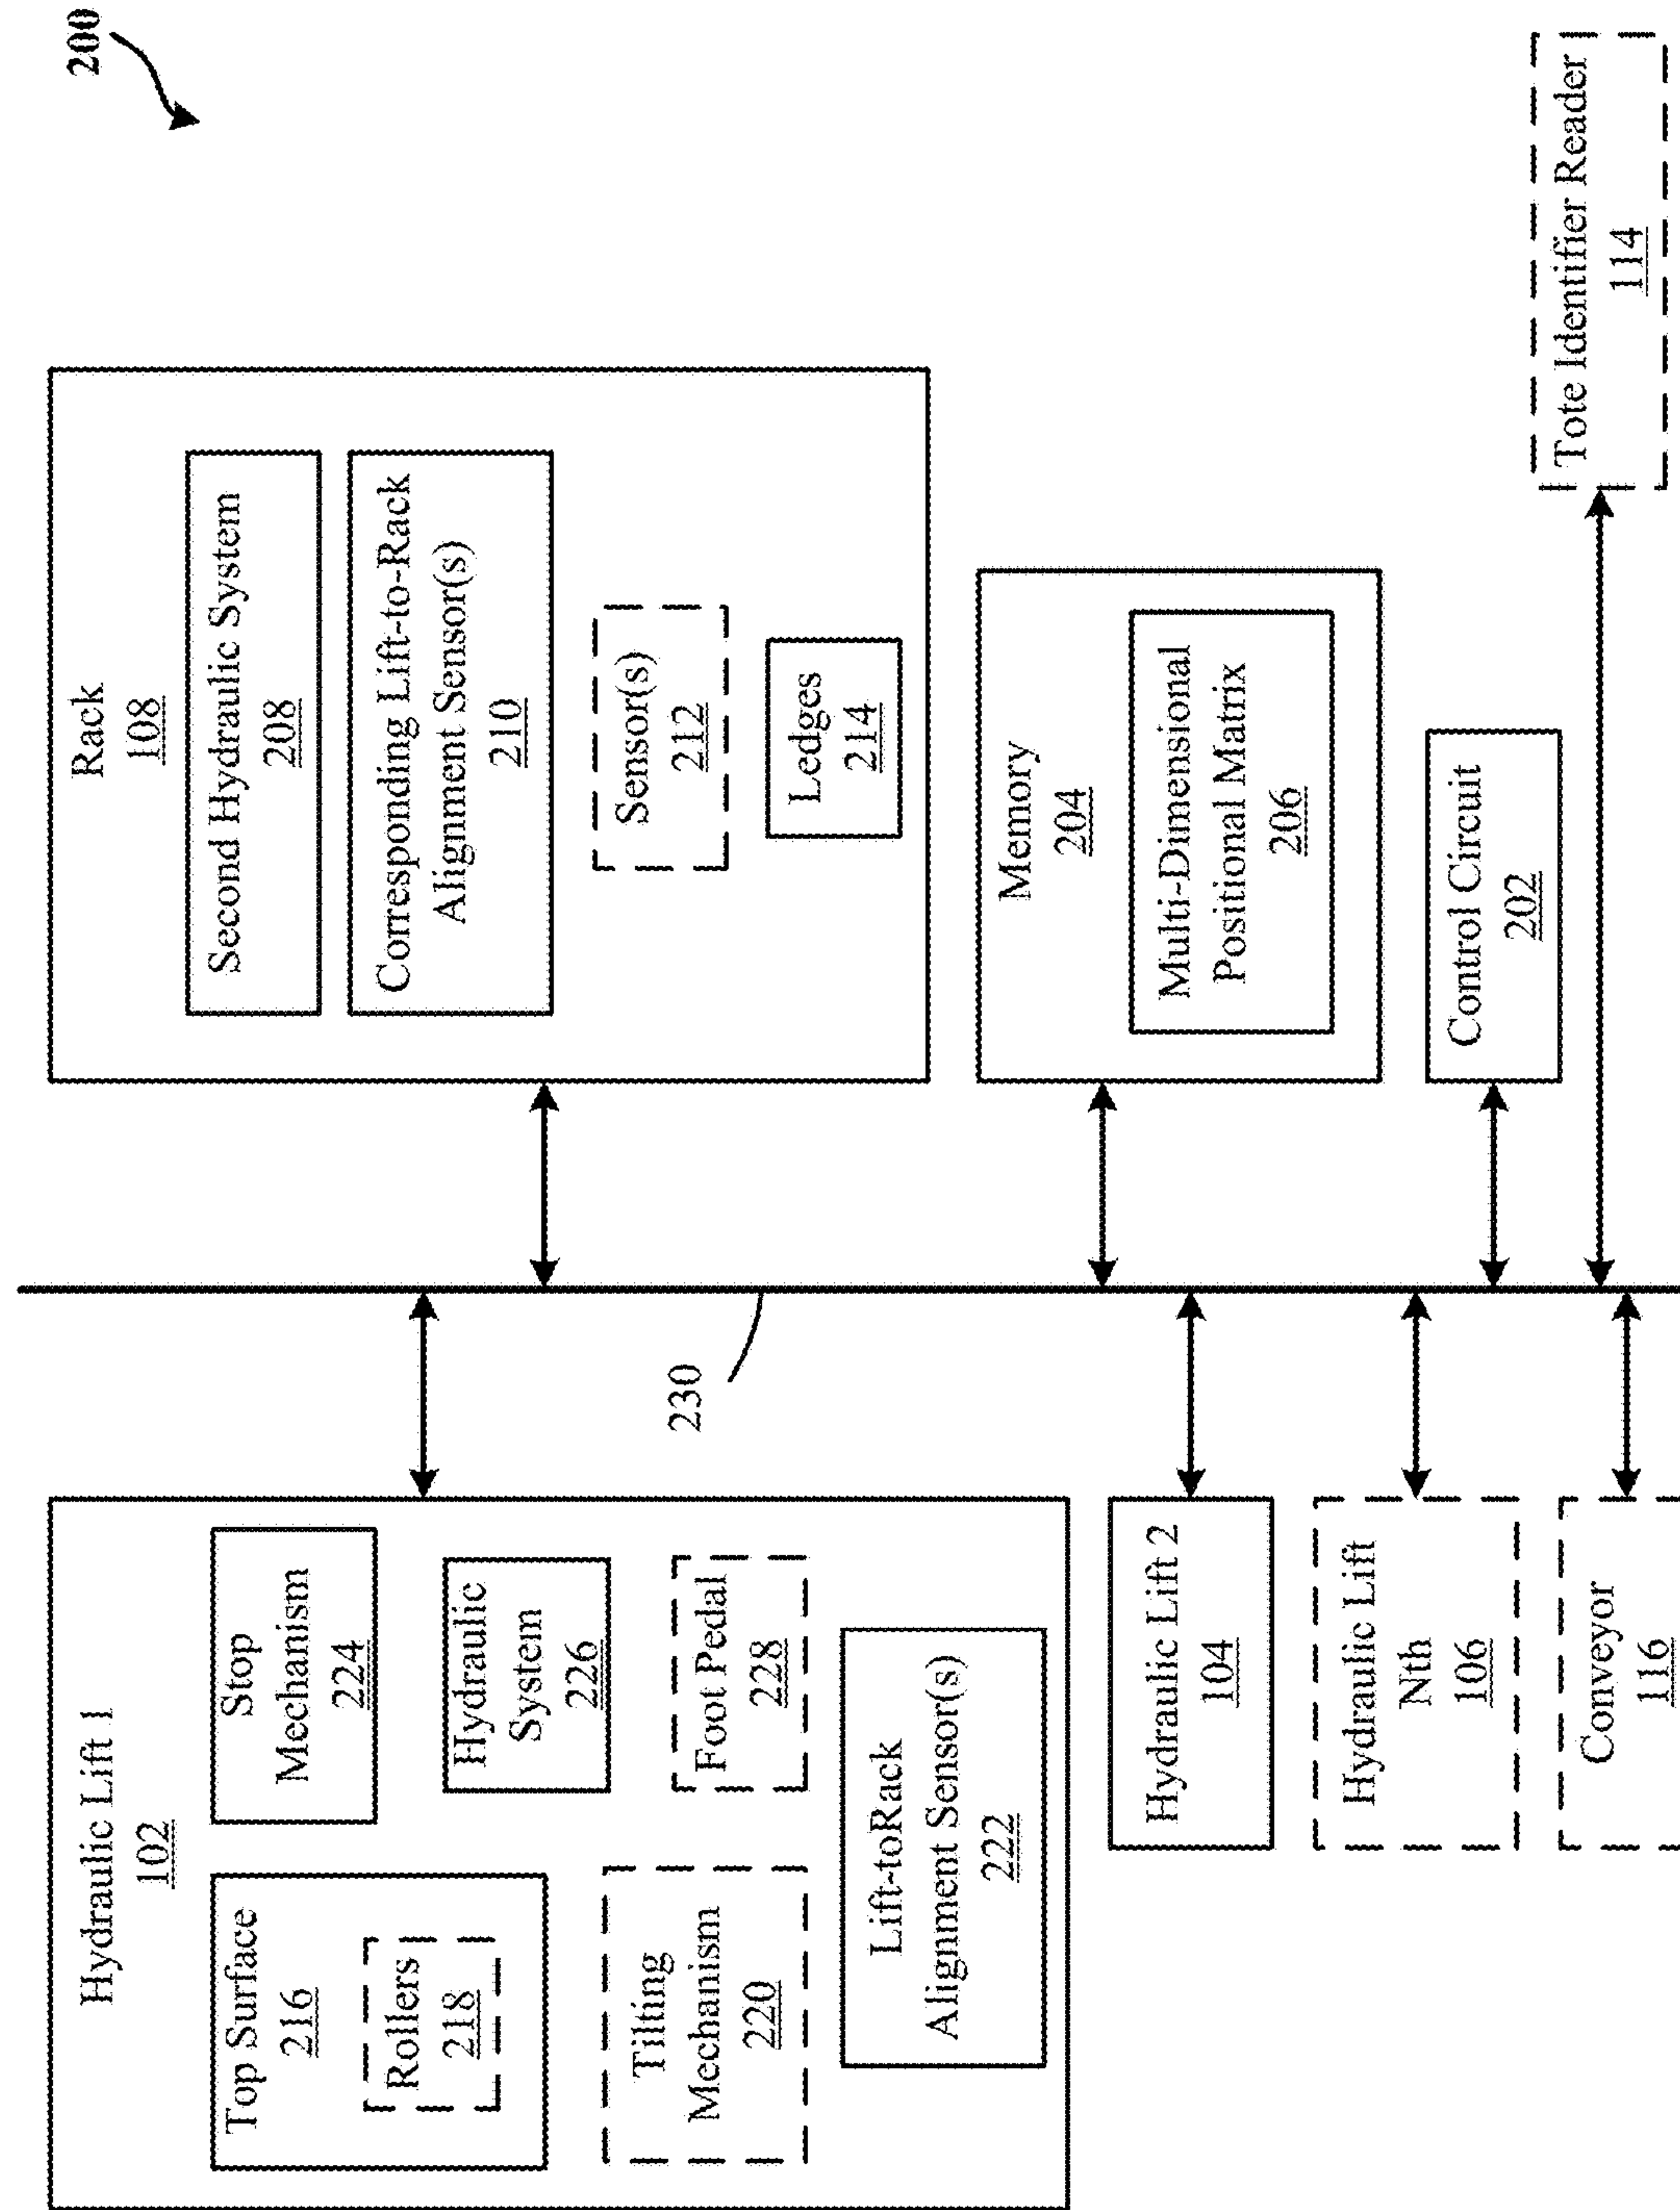 200
Hydraulic Lift 1
102
Top Surface
216
Rollers
218
Stop
Mechanism
224
Hydraulic
System
226
Tilting
Mechanism
220
Foot Pedal
228
Lift-toRack
Alignment Sensor(s)
222
Hydraulic Lift 2
104
Hydraulic Lift
Nth
106
Conveyor
116
230
Rack
108
Second Hydraulic System
208
Corresponding Lift-to-Rack
Alignment Sensor(s)
210
Sensor(s)
212
Ledges
214
Memory
204
Multi-Dimensional
Positional Matrix
206
Control Circuit
202
Tote Identifier Reader
114